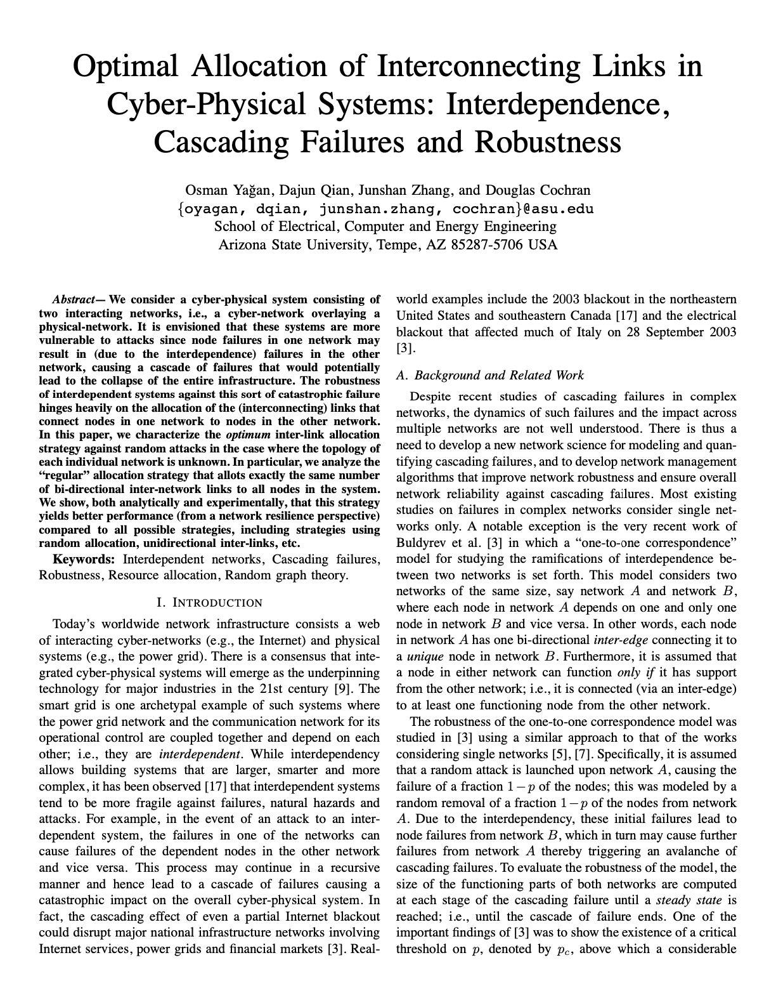 Optimal Allocation of Interconnecting Links in
Cyber-Physical Systems: Interdependence,
Cascading Failures and Robustness
Osman Yağan, Dajun Qian, Junshan Zhang, and Douglas Cochran
{oyagan, dqian, junshan.zhang, cochran}@asu.edu
School of Electrical, Computer and Energy Engineering
Arizona State University, Tempe, AZ 85287-5706 USA
Abstract— We consider a cyber-physical system consisting of
two interacting networks, i.e., a cyber-network overlaying a
physical-network. It is envisioned that these systems are more
vulnerable to attacks since node failures in one network may
result in (due to the interdependence) failures in the other
network, causing a cascade of failures that would potentially
lead to the collapse of the entire infrastructure. The robustness
of interdependent systems against this sort of catastrophic failure
hinges heavily on the allocation of the (interconnecting) links that
connect nodes in one network to nodes in the other network.
In this paper, we characterize the optimum inter-link allocation
strategy against random attacks in the case where the topology of
each individual network is unknown. In particular, we analyze the
“regular” allocation strategy that allots exactly the same number
of bi-directional inter-network links to all nodes in the system.
We show, both analytically and experimentally, that this strategy
yields better performance (from a network resilience perspective)
compared to all possible strategies, including strategies using
random allocation, unidirectional inter-links, etc.
Keywords: Interdependent networks, Cascading failures,
Robustness, Resource allocation, Random graph theory.
I. INTRODUCTION
Today’s worldwide network infrastructure consists a web
of interacting cyber-networks (e.g., the Internet) and physical
systems (e.g., the power grid). There is a consensus that inte-
grated cyber-physical systems will emerge as the underpinning
technology for major industries in the 21st century [9]. The
smart grid is one archetypal example of such systems where
the power grid network and the communication network for its
operational control are coupled together and depend on each
other; i.e., they are interdependent. While interdependency
allows building systems that are larger, smarter and more
complex, it has been observed [17] that interdependent systems
tend to be more fragile against failures, natural hazards and
attacks. For example, in the event of an attack to an inter-
dependent system, the failures in one of the networks can
cause failures of the dependent nodes in the other network
and vice versa. This process may continue in a recursive
manner and hence lead to a cascade of failures causing a
catastrophic impact on the overall cyber-physical system. In
fact, the cascading effect of even a partial Internet blackout
could disrupt major national infrastructure networks involving
Internet services, power grids and financial markets [3]. Real-
world examples include the 2003 blackout in the northeastern
United States and southeastern Canada [17] and the electrical
blackout that affected much of Italy on 28 September 2003
[3].
A. Background and Related Work
Despite recent studies of cascading failures in complex
networks, the dynamics of such failures and the impact across
multiple networks are not well understood. There is thus a
need to develop a new network science for modeling and quan-
tifying cascading failures, and to develop network management
algorithms that improve network robustness and ensure overall
network reliability against cascading failures. Most existing
studies on failures in complex networks consider single net-
works only. A notable exception is the very recent work of
Buldyrev et al. [3] in which a “one-to-one correspondence”
model for studying the ramifications of interdependence be-
tween two networks is set forth. This model considers two
networks of the same size, say network A and network B,
where each node in network A depends on one and only one
node in network B and vice versa. In other words, each node
in network A has one bi-directional inter-edge connecting it to
a unique node in network B. Furthermore, it is assumed that
a node in either network can function only if it has support
from the other network; i.e., it is connected (via an inter-edge)
to at least one functioning node from the other network.
The robustness of the one-to-one correspondence model was
studied in [3] using a similar approach to that of the works
considering single networks [5], [7]. Specifically, it is assumed
that a random attack is launched upon network A, causing the
failure of a fraction 1−p of the nodes; this was modeled by a
random removal of a fraction 1−p of the nodes from network
A. Due to the interdependency, these initial failures lead to
node failures from network B, which in turn may cause further
failures from network A thereby triggering an avalanche of
cascading failures. To evaluate the robustness of the model, the
size of the functioning parts of both networks are computed
at each stage of the cascading failure until a steady state is
reached; i.e., until the cascade of failure ends. One of the
important findings of [3] was to show the existence of a critical
threshold on p, denoted by p_c, above which a considerable